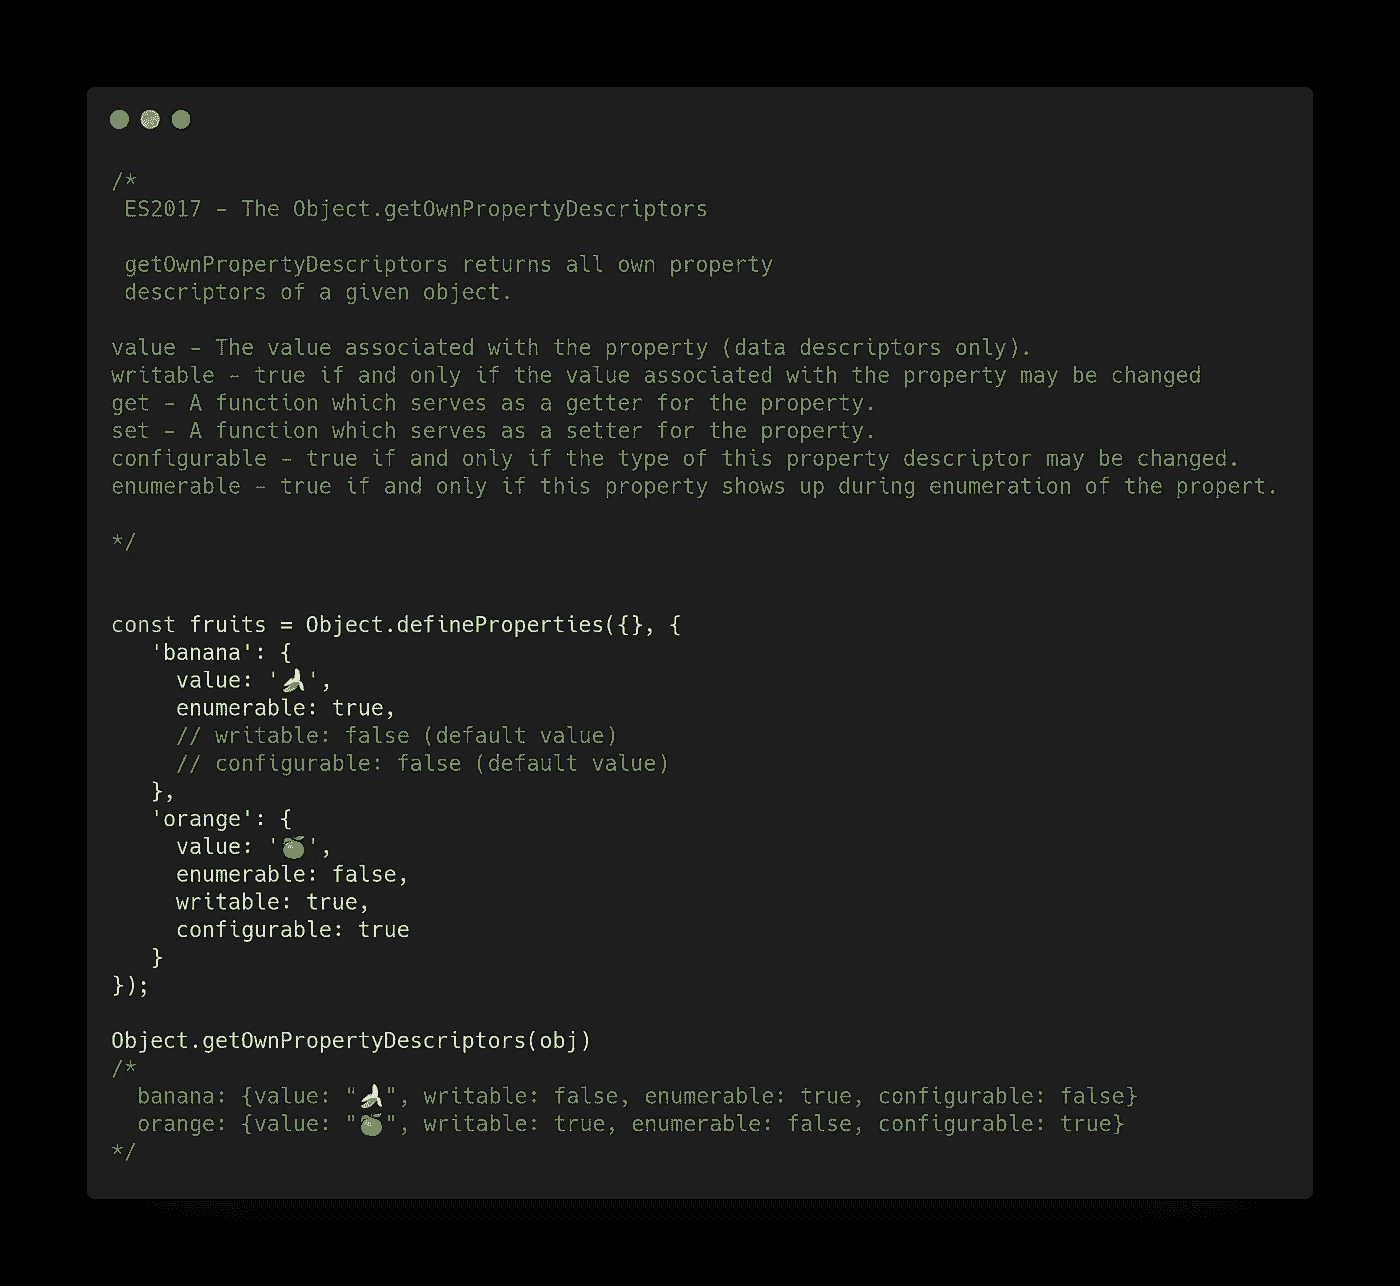 /*
 ES2017 - The Object.getOwnPropertyDescriptors
 getOwnPropertyDescriptors returns all own property
 descriptors of a given object.
value - The value associated with the property (data descriptors only).
writable - true if and only if the value associated with the property may be changed
get - A function which serves as a getter for the property.
set - A function which serves as a setter for the property.
configurable - true if and only if the type of this property descriptor may be changed.
enumerable - true if and only if this property shows up during enumeration of the propert.
*/
const fruits = Object.defineProperties({}, {
   'banana': {
     value: '🍌',
     enumerable: true,
     // writable: false (default value)
     // configurable: false (default value)
   },
   'orange': {
     value: '🍊',
     enumerable: false,
     writable: true,
     configurable: true
   }
});
Object.getOwnPropertyDescriptors(obj)
/*
  banana: {value: "🍌", writable: false, enumerable: true, configurable: false}
  orange: {value: "🍊", writable: true, enumerable: false, configurable: true}
*/